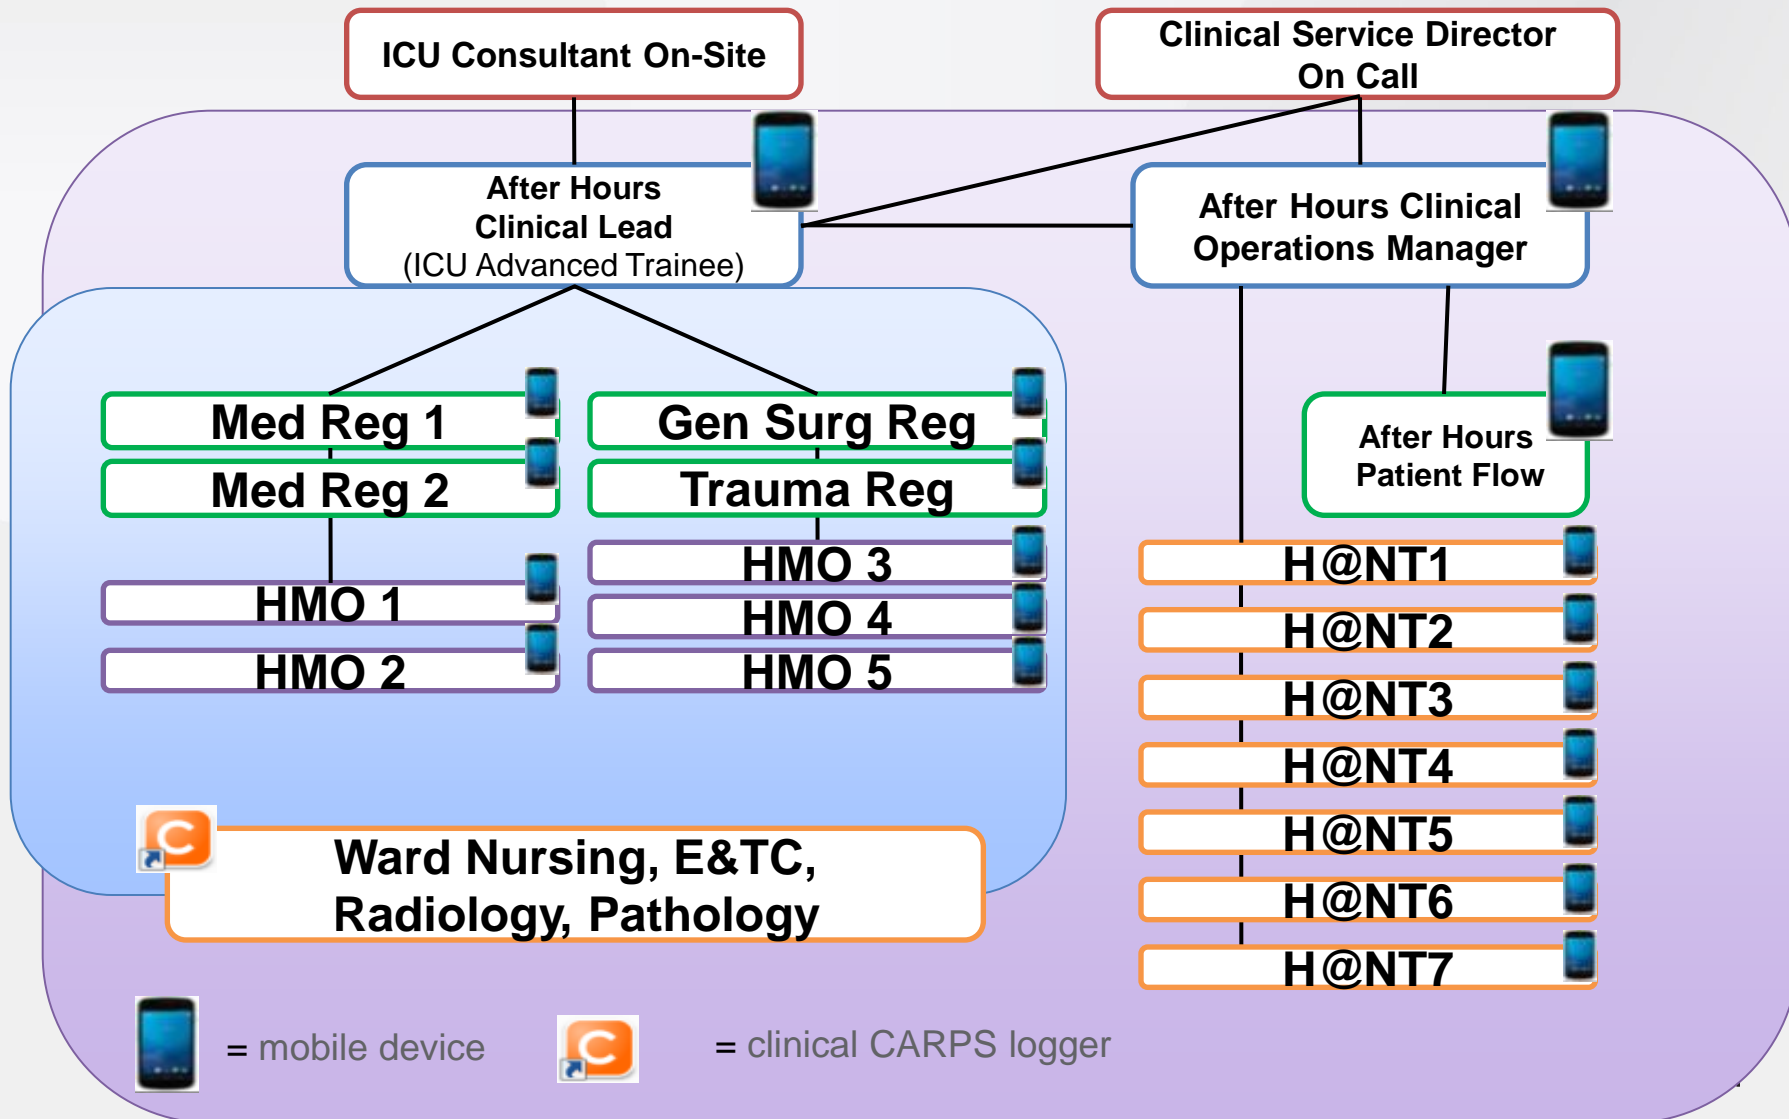 ICU Consultant On-Site
Clinical Service Director
On Call
After Hours
Clinical Lead
(ICU Advanced Trainee)
After Hours Clinical
Operations Manager
Med Reg 1
Med Reg 2
HMO 1
HMO 2
Gen Surg Reg
Trauma Reg
HMO 3
HMO 4
HMO 5
After Hours
Patient Flow
H@NT1
H@NT2
H@NT3
H@NT4
H@NT5
H@NT6
H@NT7
C
Ward Nursing, E&TC,
Radiology, Pathology
= mobile device
C
= clinical CARPS logger